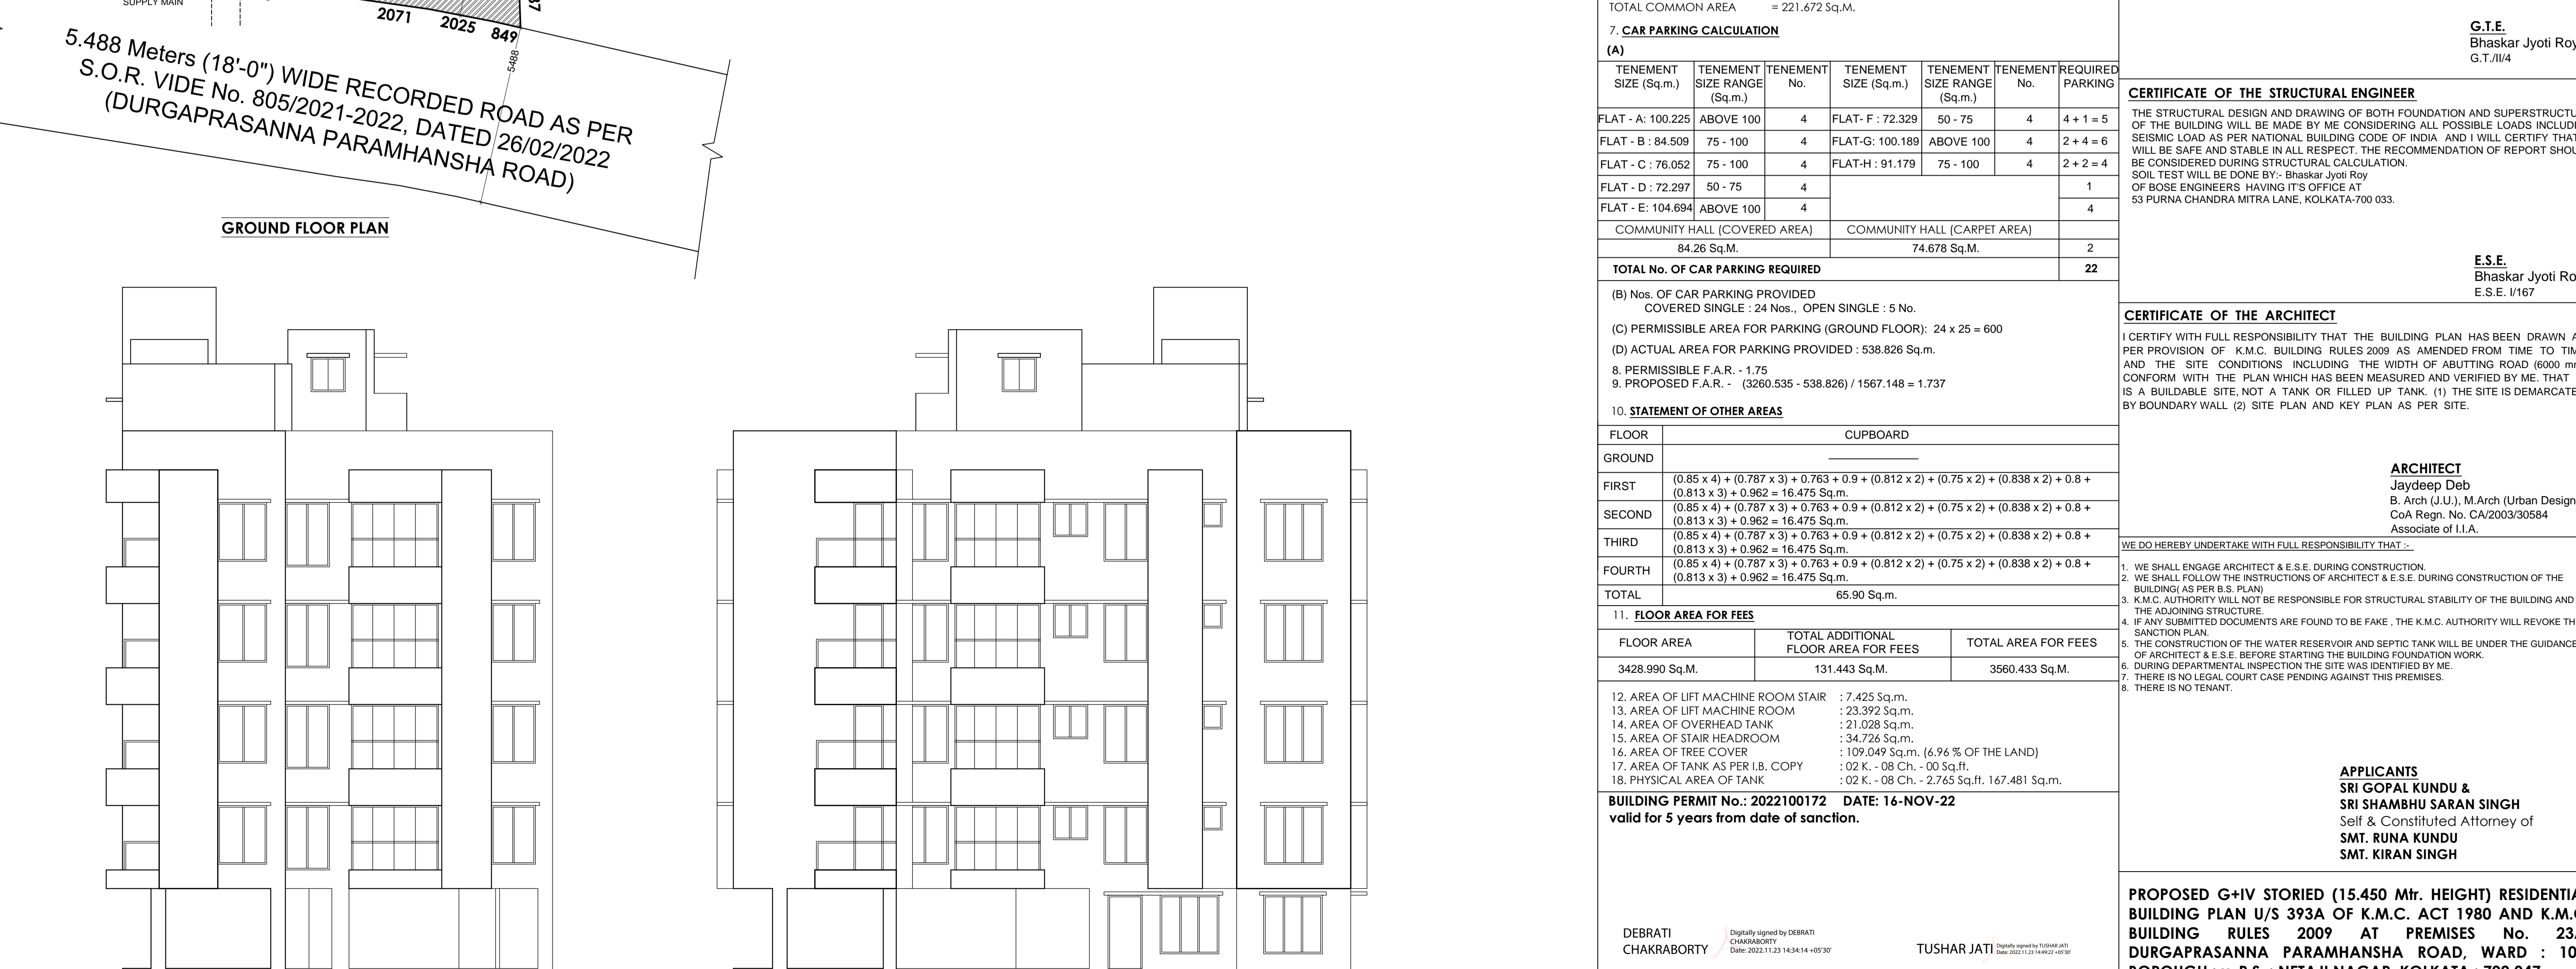 SUPPLY MAIN
2071
2025
849
5488
5.488 Meters (18'-0") WIDE RECORDED ROAD AS PER
S.O.R. VIDE No. 805/2021-2022, DATED 26/02/2022
(DURGAPRASANNA PARAMHANSHA ROAD)
GROUND FLOOR PLAN
TOTAL COMMON AREA = 221.672 Sq.M.
7. CAR PARKING CALCULATION
(A)
TENEMENT SIZE (Sq.m.) TENEMENT SIZE RANGE (Sq.m.) TENEMENT No. TENEMENT SIZE (Sq.m.) TENEMENT SIZE RANGE (Sq.m.) TENEMENT No. REQUIRED PARKING
FLAT - A: 100.225 ABOVE 100 4 FLAT- F : 72.329 50 - 75 4 4 + 1 = 5
FLAT - B : 84.509 75 - 100 4 FLAT-G: 100.189 ABOVE 100 4 2 + 4 = 6
FLAT - C : 76.052 75 - 100 4 FLAT-H : 91.179 75 - 100 4 2 + 2 = 4
FLAT - D : 72.297 50 - 75 4 1
FLAT - E: 104.694 ABOVE 100 4 4
COMMUNITY HALL (COVERED AREA) COMMUNITY HALL (CARPET AREA)
84.26 Sq.M. 74.678 Sq.M. 2
TOTAL No. OF CAR PARKING REQUIRED 22
(B) Nos. OF CAR PARKING PROVIDED
COVERED SINGLE : 24 Nos., OPEN SINGLE : 5 No.
(C) PERMISSIBLE AREA FOR PARKING (GROUND FLOOR): 24 x 25 = 600
(D) ACTUAL AREA FOR PARKING PROVIDED : 538.826 Sq.m.
8. PERMISSIBLE F.A.R. - 1.75
9. PROPOSED F.A.R. - (3260.535 - 538.826) / 1567.148 = 1.737
10. STATEMENT OF OTHER AREAS
FLOOR CUPBOARD
GROUND
FIRST (0.85 x 4) + (0.787 x 3) + 0.763 + 0.9 + (0.812 x 2) + (0.75 x 2) + (0.838 x 2) + 0.8 +
(0.813 x 3) + 0.962 = 16.475 Sq.m.
SECOND (0.85 x 4) + (0.787 x 3) + 0.763 + 0.9 + (0.812 x 2) + (0.75 x 2) + (0.838 x 2) + 0.8 +
(0.813 x 3) + 0.962 = 16.475 Sq.m.
THIRD (0.85 x 4) + (0.787 x 3) + 0.763 + 0.9 + (0.812 x 2) + (0.75 x 2) + (0.838 x 2) + 0.8 +
(0.813 x 3) + 0.962 = 16.475 Sq.m.
FOURTH (0.85 x 4) + (0.787 x 3) + 0.763 + 0.9 + (0.812 x 2) + (0.75 x 2) + (0.838 x 2) + 0.8 +
(0.813 x 3) + 0.962 = 16.475 Sq.m.
TOTAL 65.90 Sq.m.
11. FLOOR AREA FOR FEES
FLOOR AREA TOTAL ADDITIONAL FLOOR AREA FOR FEES TOTAL AREA FOR FEES
3428.990 Sq.M. 131.443 Sq.M. 3560.433 Sq.M.
12. AREA OF LIFT MACHINE ROOM STAIR : 7.425 Sq.m.
13. AREA OF LIFT MACHINE ROOM : 23.392 Sq.m.
14. AREA OF OVERHEAD TANK : 21.028 Sq.m.
15. AREA OF STAIR HEADROOM : 34.726 Sq.m.
16. AREA OF TREE COVER : 109.049 Sq.m. (6.96 % OF THE LAND)
17. AREA OF TANK AS PER I.B. COPY : 02 K. - 08 Ch. - 00 Sq.ft.
18. PHYSICAL AREA OF TANK : 02 K. - 08 Ch. - 2.765 Sq.ft. 167.481 Sq.m.
BUILDING PERMIT No.: 2022100172 DATE: 16-NOV-22
valid for 5 years from date of sanction.
DEBRATI
CHAKRABORTY
Digitally signed by DEBRATI
CHAKRABORTY
Date: 2022.11.23 14:34:14 +05'30'
TUSHAR JATI
Digitally signed by TUSHAR JATI
Date: 2022.11.23 14:49:22 +05'30'
G.T.E.
Bhaskar Jyoti Roy
G.T./II/4
CERTIFICATE OF THE STRUCTURAL ENGINEER
THE STRUCTURAL DESIGN AND DRAWING OF BOTH FOUNDATION AND SUPERSTRUCTU
OF THE BUILDING WILL BE MADE BY ME CONSIDERING ALL POSSIBLE LOADS INCLUDI
SEISMIC LOAD AS PER NATIONAL BUILDING CODE OF INDIA AND I WILL CERTIFY THAT
WILL BE SAFE AND STABLE IN ALL RESPECT. THE RECOMMENDATION OF REPORT SHOU
BE CONSIDERED DURING STRUCTURAL CALCULATION.
SOIL TEST WILL BE DONE BY:- Bhaskar Jyoti Roy
OF BOSE ENGINEERS HAVING IT'S OFFICE AT
53 PURNA CHANDRA MITRA LANE, KOLKATA-700 033.
E.S.E.
Bhaskar Jyoti Ro
E.S.E. I/167
CERTIFICATE OF THE ARCHITECT
I CERTIFY WITH FULL RESPONSIBILITY THAT THE BUILDING PLAN HAS BEEN DRAWN A
PER PROVISION OF K.M.C. BUILDING RULES 2009 AS AMENDED FROM TIME TO TIM
AND THE SITE CONDITIONS INCLUDING THE WIDTH OF ABUTTING ROAD (6000 mm
CONFORM WITH THE PLAN WHICH HAS BEEN MEASURED AND VERIFIED BY ME. THAT
IS A BUILDABLE SITE, NOT A TANK OR FILLED UP TANK. (1) THE SITE IS DEMARCATE
BY BOUNDARY WALL (2) SITE PLAN AND KEY PLAN AS PER SITE.
ARCHITECT
Jaydeep Deb
B. Arch (J.U.), M.Arch (Urban Design
CoA Regn. No. CA/2003/30584
Associate of I.I.A.
WE DO HEREBY UNDERTAKE WITH FULL RESPONSIBILITY THAT :-
1. WE SHALL ENGAGE ARCHITECT & E.S.E. DURING CONSTRUCTION.
2. WE SHALL FOLLOW THE INSTRUCTIONS OF ARCHITECT & E.S.E. DURING CONSTRUCTION OF THE
BUILDING( AS PER B.S. PLAN)
3. K.M.C. AUTHORITY WILL NOT BE RESPONSIBLE FOR STRUCTURAL STABILITY OF THE BUILDING AND
THE ADJOINING STRUCTURE.
4. IF ANY SUBMITTED DOCUMENTS ARE FOUND TO BE FAKE , THE K.M.C. AUTHORITY WILL REVOKE TH
SANCTION PLAN.
5. THE CONSTRUCTION OF THE WATER RESERVOIR AND SEPTIC TANK WILL BE UNDER THE GUIDANCE
OF ARCHITECT & E.S.E. BEFORE STARTING THE BUILDING FOUNDATION WORK.
6. DURING DEPARTMENTAL INSPECTION THE SITE WAS IDENTIFIED BY ME.
7. THERE IS NO LEGAL COURT CASE PENDING AGAINST THIS PREMISES.
8. THERE IS NO TENANT.
APPLICANTS
SRI GOPAL KUNDU &
SRI SHAMBHU SARAN SINGH
Self & Constituted Attorney of
SMT. RUNA KUNDU
SMT. KIRAN SINGH
PROPOSED G+IV STORIED (15.450 Mtr. HEIGHT) RESIDENTIA
BUILDING PLAN U/S 393A OF K.M.C. ACT 1980 AND K.M.C
BUILDING RULES 2009 AT PREMISES No. 23
DURGAPRASANNA PARAMHANSHA ROAD, WARD : 10